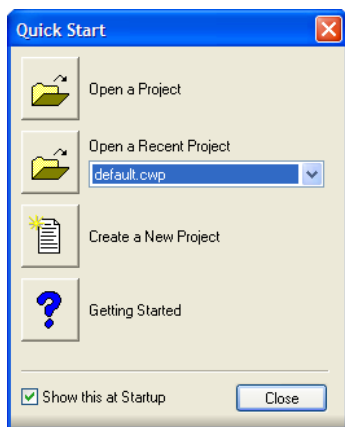 Quick Start
Open a Project
Open a Recent Project
default.cwp
Create a New Project
Getting Started
Show this at Startup
Close